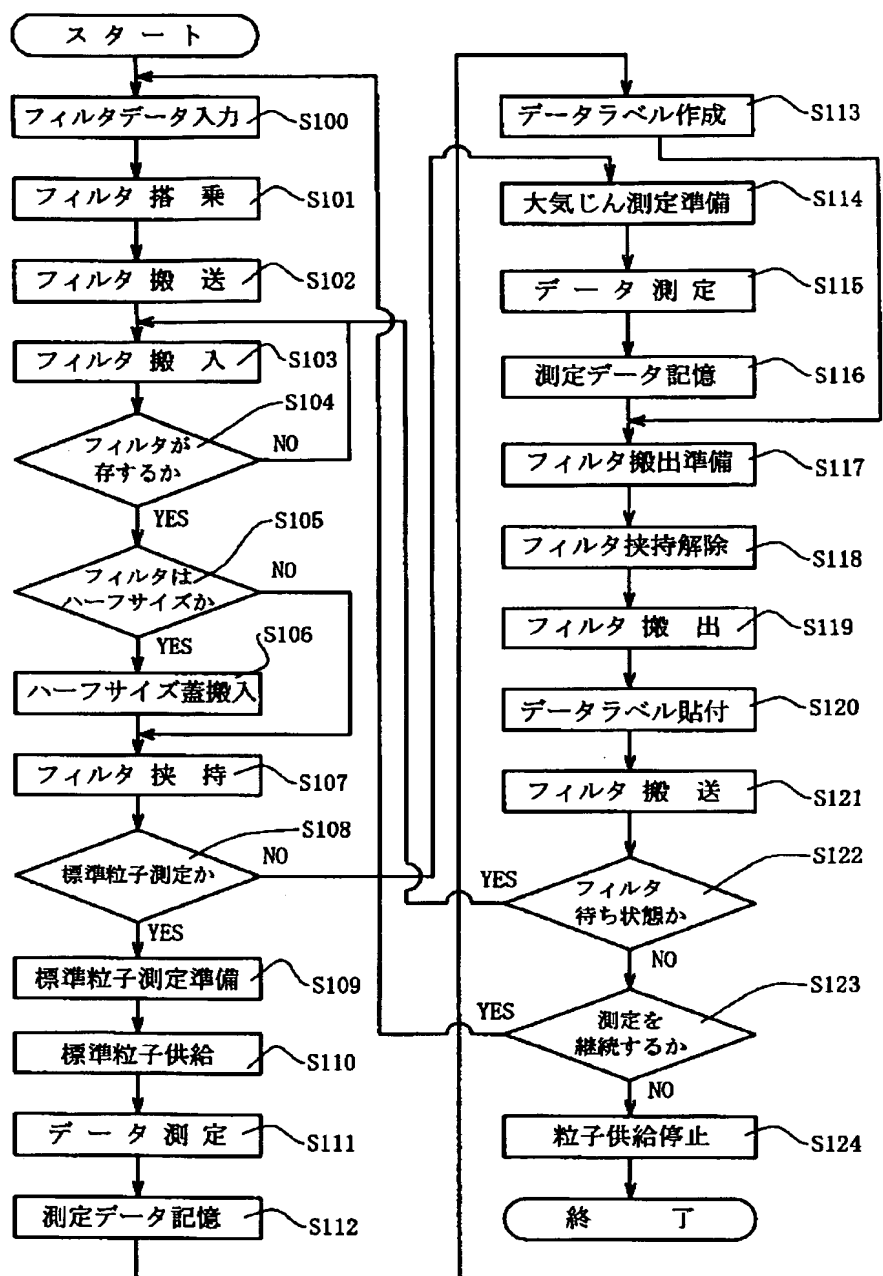 スタート
フィルタデータ入力
S100
フィルタ搭乗
S101
フィルタ搬送
S102
フィルタ搬入
S103
S104
フィルタが
存するか
NO
YES
S105
フィルタは
ハーフサイズか
NO
YES
S106
ハーフサイズ蓋搬入
フィルタ挟持
S107
S108
標準粒子測定か
NO
YES
標準粒子測定準備
S109
標準粒子供給
S110
データ測定
S111
測定データ記憶
S112
データラベル作成
S113
大気じん測定準備
S114
データ測定
S115
測定データ記憶
S116
フィルタ搬出準備
S117
フィルタ挟持解除
S118
フィルタ搬出
S119
データラベル貼付
S120
フィルタ搬送
S121
S122
YES
フィルタ
待ち状態か
NO
S123
YES
測定を
継続するか
NO
粒子供給停止
S124
終了